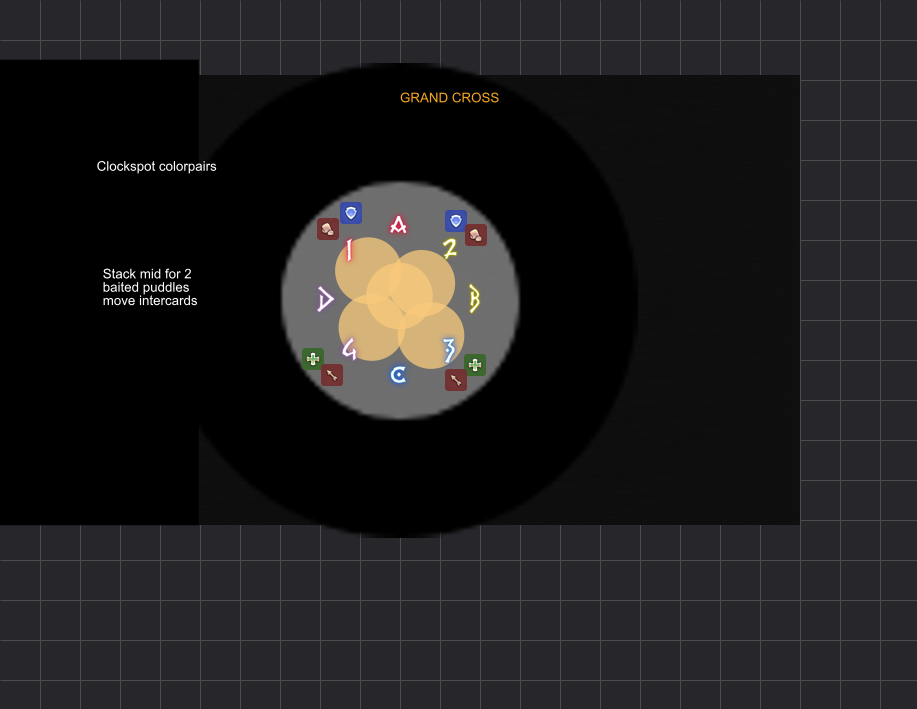 GRAND CROSS
Clockspot colorpairs
A
1
2
Stack mid for 2
baited puddles
move intercards
D
B
4
3
C